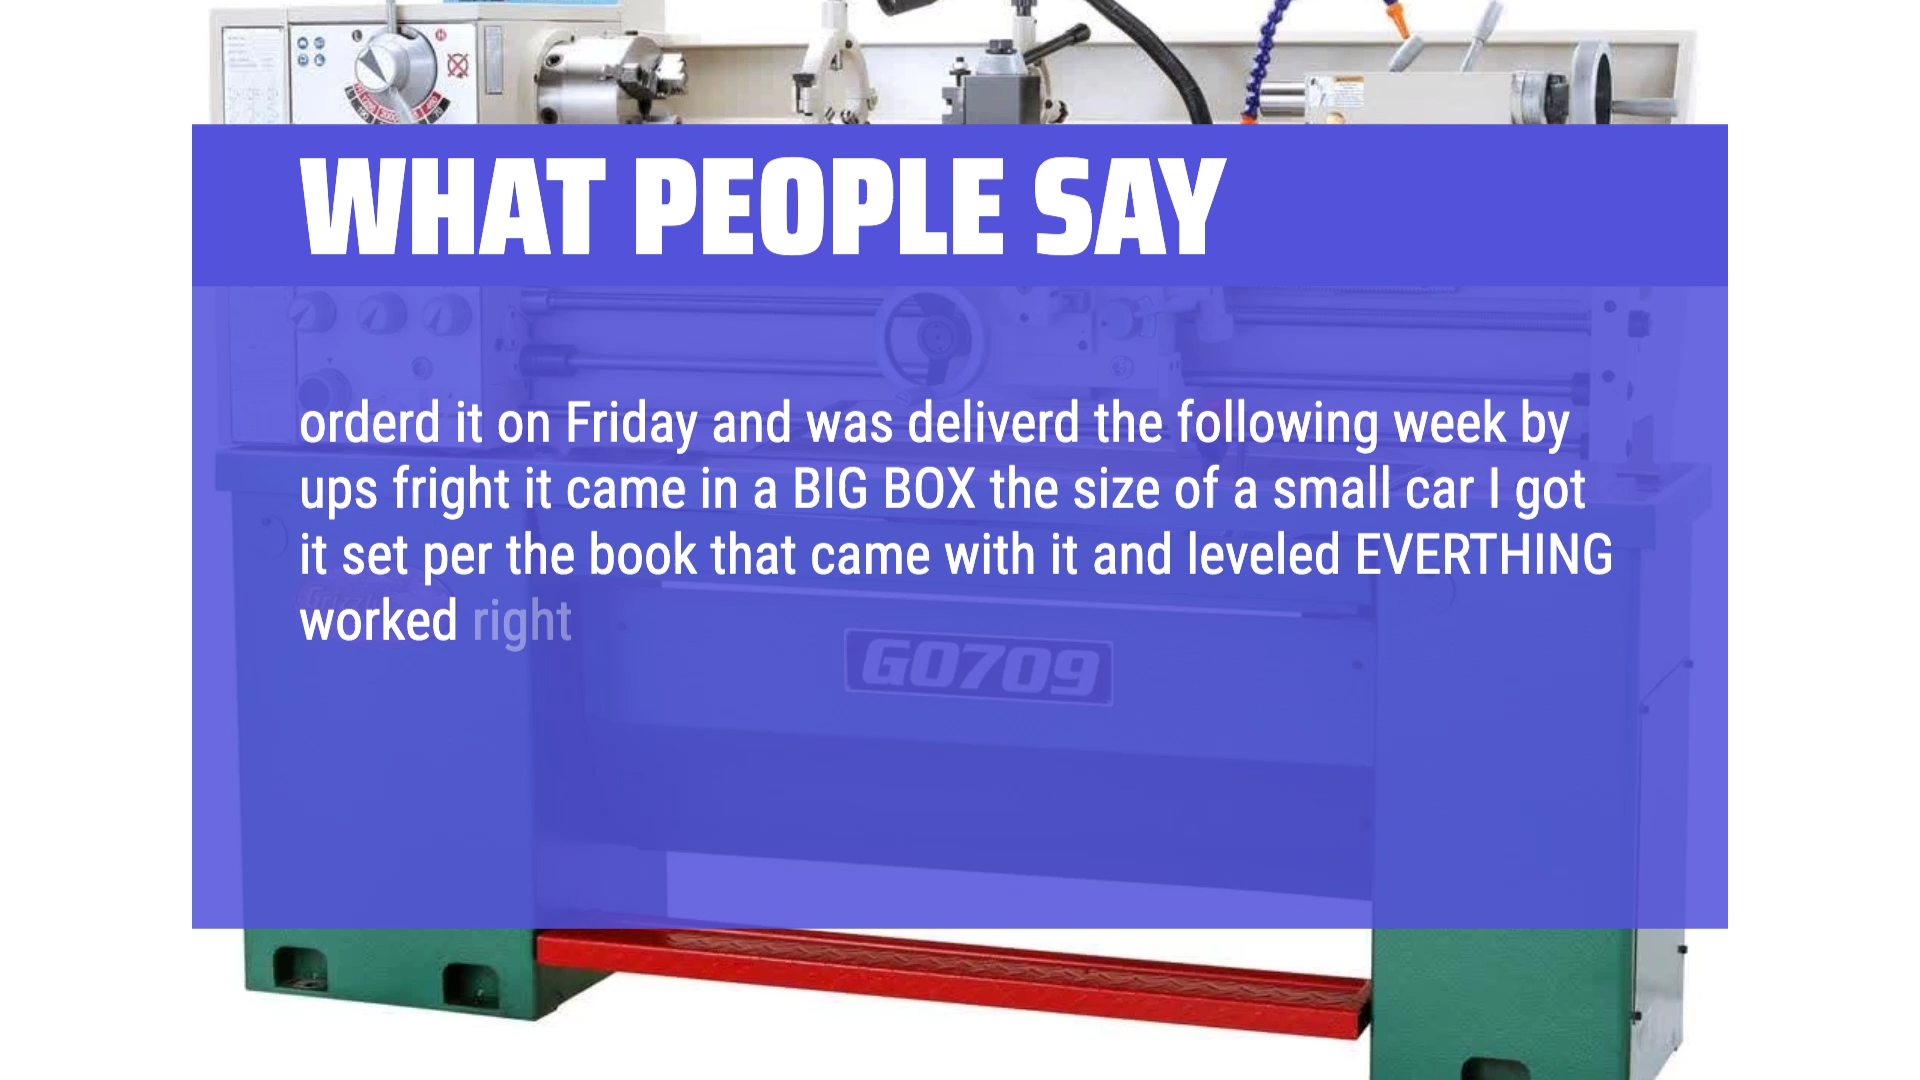 WHAT PEOPLE SAY
orderd it on Friday and was deliverd the following week by
ups fright it came in a BIG BOX the size of a small car I got
it set per the book that came with it and leveled EVERTHING
worked right
G0709